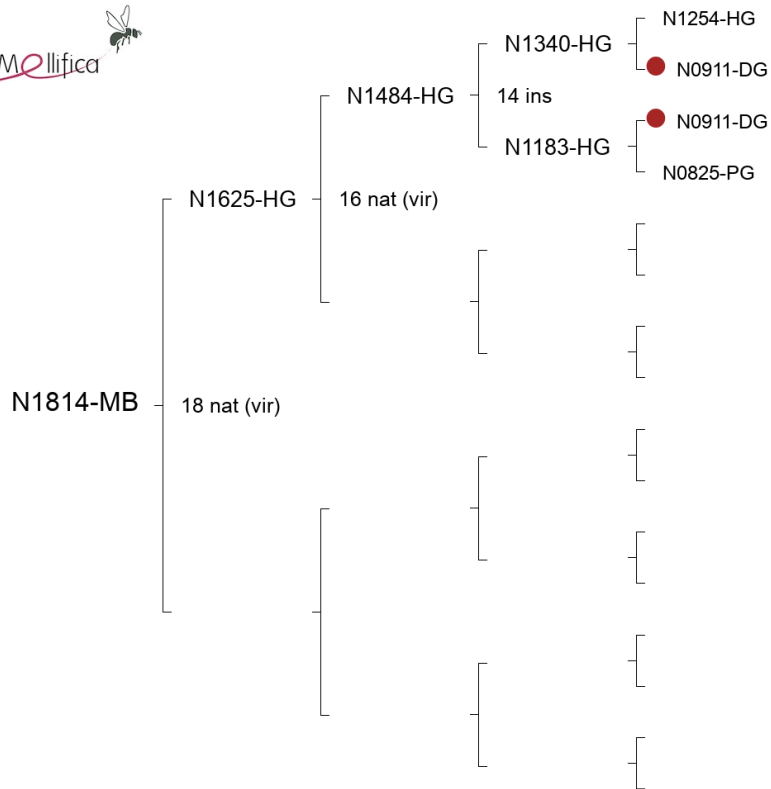 Mellifica
N1254-HG
N1340-HG
N0911-DG
N1484-HG
14 ins
N0911-DG
N1183-HG
N0825-PG
N1625-HG
16 nat (vir)
N1814-MB
18 nat (vir)